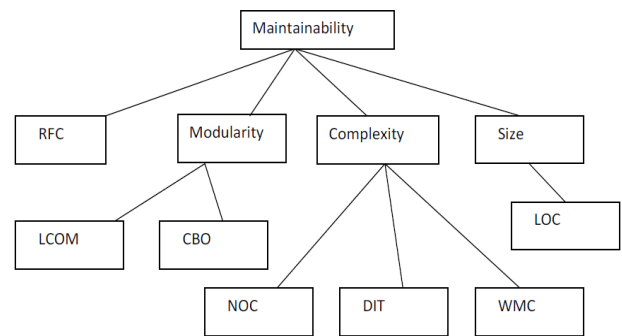 Maintainability
RFC
Modularity
Complexity
Size
LCOM
CBO
LOC
NOC
DIT
WMC